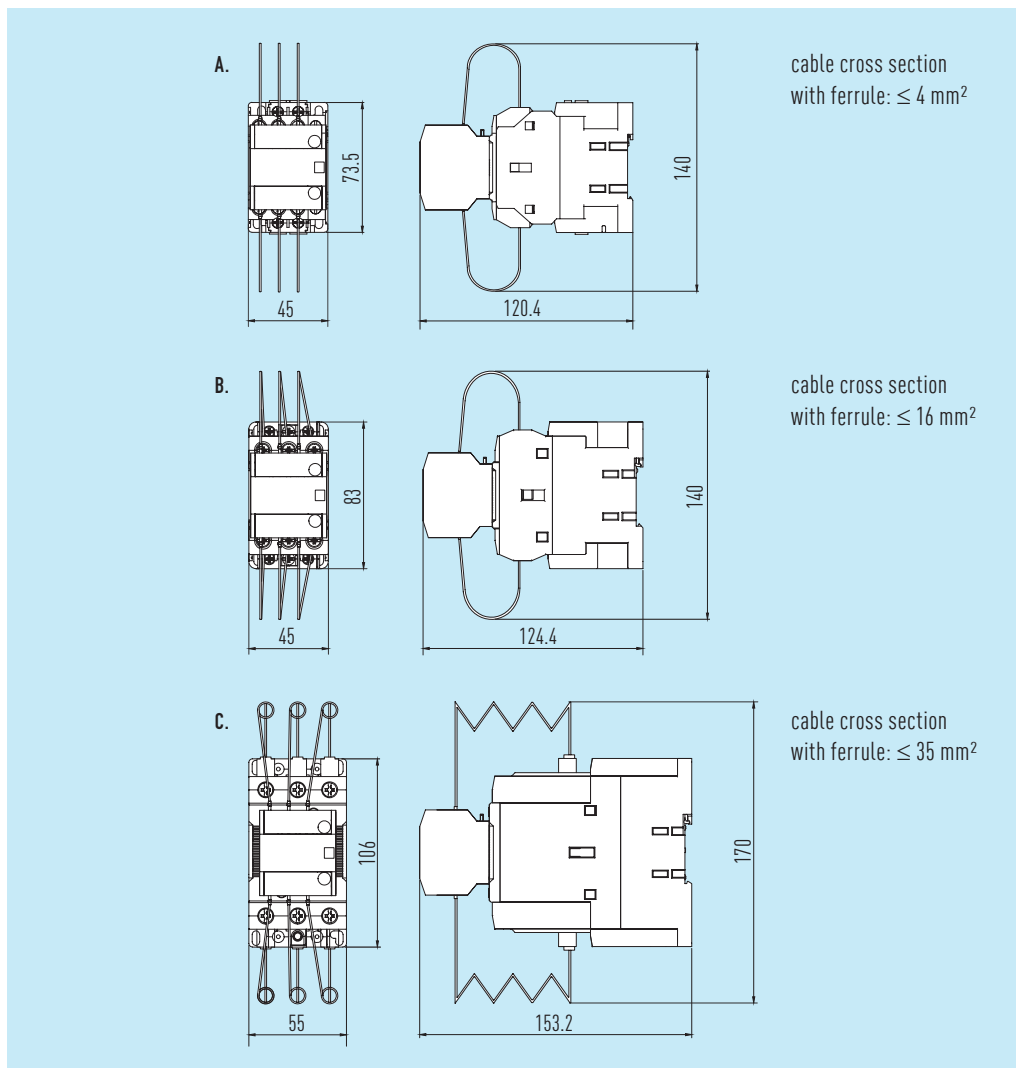 A.
cable cross section
with ferrule: ≤ 4 mm²
73.5
140
45
120.4
B.
cable cross section
with ferrule: ≤ 16 mm²
83
140
45
124.4
C.
cable cross section
with ferrule: ≤ 35 mm²
106
170
55
153.2